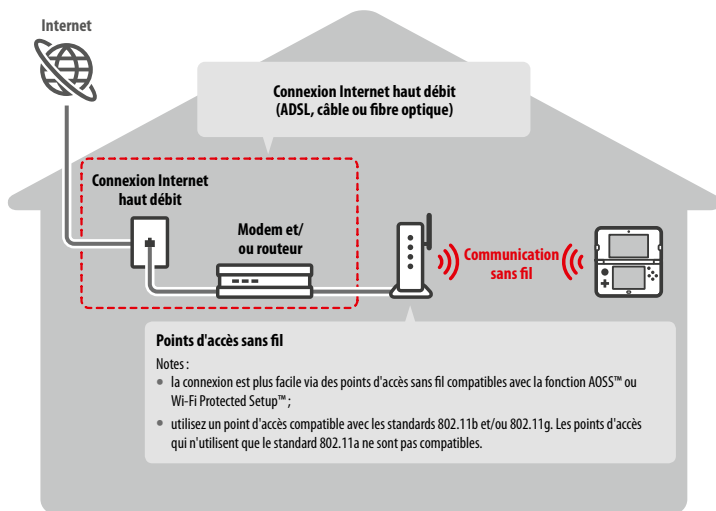 Internet
Connexion Internet haut débit
(ADSL, câble ou fibre optique)
Connexion Internet
haut débit
Modem et/
ou routeur
Communication
sans fil
Points d'accès sans fil
Notes :
• la connexion est plus facile via des points d'accès sans fil compatibles avec la fonction AOSS™ ou
Wi-Fi Protected Setup™ ;
• utilisez un point d'accès compatible avec les standards 802.11b et/ou 802.11g. Les points d'accès
qui n'utilisent que le standard 802.11a ne sont pas compatibles.